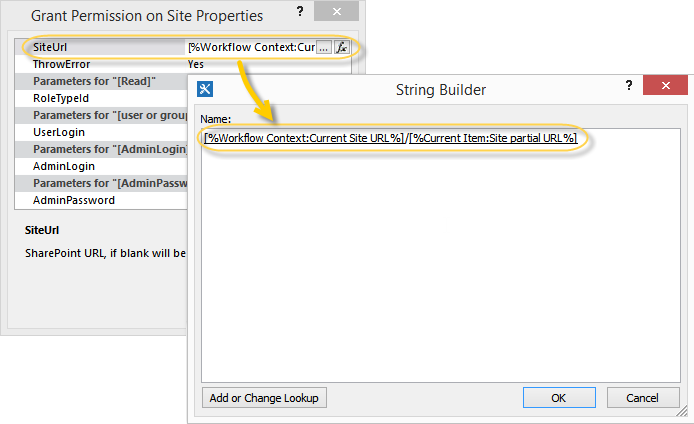 Grant Permission on Site Properties
? ×
SiteUrl [%Workflow Context:Cur ... fx
ThrowError Yes
Parameters for "[Read]"
RoleTypeId
Parameters for "[user or group
UserLogin
Parameters for "[AdminLogin]
AdminLogin
Parameters for "[AdminPassw
AdminPassword
SiteUrl
SharePoint URL, if blank will be
String Builder
? ×
Name:
[%Workflow Context:Current Site URL%]/[%Current Item:Site partial URL%]
Add or Change Lookup
OK
Cancel